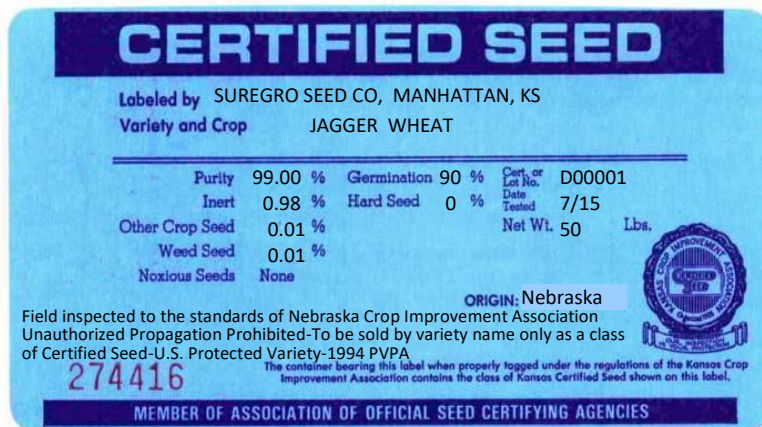 CERTIFIED SEED
Labeled by SUREGRO SEED CO, MANHATTAN, KS
Variety and Crop JAGGER WHEAT
Purity 99.00 % Germination 90 % Cert. or Lot No. D00001
Inert 0.98 % Hard Seed 0 % Date Tested 7/15
Other Crop Seed 0.01 % Net Wt. 50 Lbs.
Weed Seed 0.01 %
Noxious Seeds None
KANSAS CROP IMPROVEMENT ASSOCIATION
CERTIFIED SEED
ORIGIN: Nebraska
Field inspected to the standards of Nebraska Crop Improvement Association
Unauthorized Propagation Prohibited-To be sold by variety name only as a class
of Certified Seed-U.S. Protected Variety-1994 PVPA
274416
The container bearing this label when properly tagged under the regulations of the Kansas Crop
Improvement Association contains the class of Kansas Certified Seed shown on this label.
MEMBER OF ASSOCIATION OF OFFICIAL SEED CERTIFYING AGENCIES